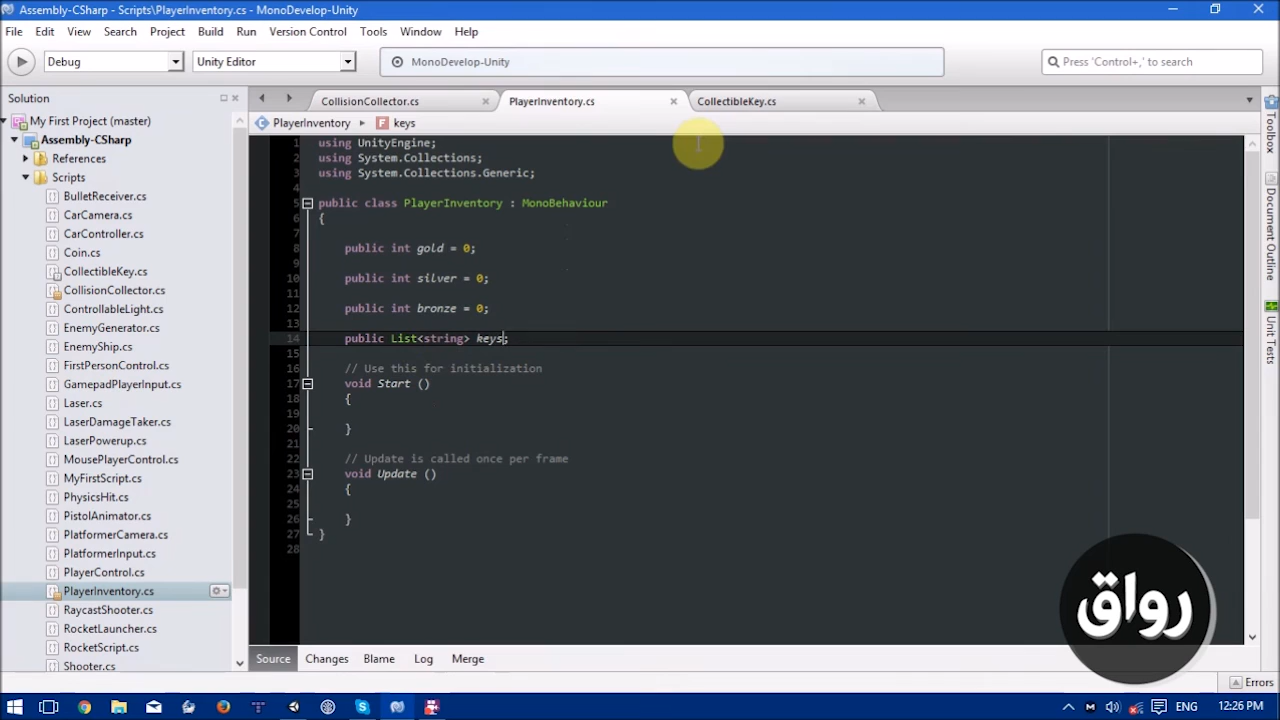 Assembly-CSharp - Scripts\PlayerInventory.cs - MonoDevelop-Unity
File Edit View Search Project Build Run Version Control Tools Window Help
Debug Unity Editor MonoDevelop-Unity Press 'Control+,' to search
Solution
CollisionCollector.cs PlayerInventory.cs CollectibleKey.cs
PlayerInventory keys
My First Project (master)
Assembly-CSharp
References
Scripts
BulletReceiver.cs
CarCamera.cs
CarController.cs
Coin.cs
CollectibleKey.cs
CollisionCollector.cs
ControllableLight.cs
EnemyGenerator.cs
EnemyShip.cs
FirstPersonControl.cs
GamepadPlayerInput.cs
Laser.cs
LaserDamageTaker.cs
LaserPowerup.cs
MousePlayerControl.cs
MyFirstScript.cs
PhysicsHit.cs
PistolAnimator.cs
PlatformerCamera.cs
PlatformerInput.cs
PlayerControl.cs
PlayerInventory.cs
RaycastShooter.cs
RocketLauncher.cs
RocketScript.cs
Shooter.cs
1 using UnityEngine;
2 using System.Collections;
3 using System.Collections.Generic;
4
5 public class PlayerInventory : MonoBehaviour
6 {
7
8 public int gold = 0;
9
10 public int silver = 0;
11
12 public int bronze = 0;
13
14 public List<string> keys;
15
16 // Use this for initialization
17 void Start ()
18 {
19
20 }
21
22 // Update is called once per frame
23 void Update ()
24 {
25
26 }
27 }
28
Toolbox
Document Outline
Unit Tests
رواق
Source Changes Blame Log Merge
Errors
ENG 12:26 PM